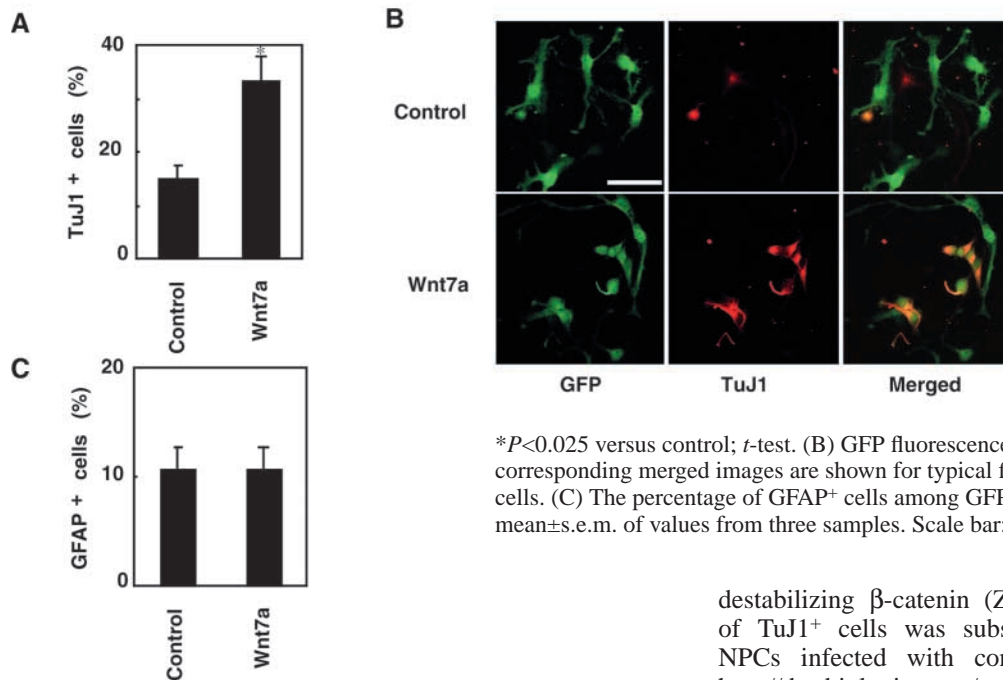 A
TuJ1 + cells (%)
40
20
0
Control
Wnt7a
*
B
Control
Wnt7a
GFP
TuJ1
Merged
C
GFAP + cells (%)
20
10
0
Control
Wnt7a
*P<0.025 versus control; t-test. (B) GFP fluorescence
corresponding merged images are shown for typical
cells. (C) The percentage of GFAP+ cells among GFP
mean±s.e.m. of values from three samples. Scale bar:
destabilizing β-catenin (Z
of TuJ1+ cells was subs
NPCs infected with con